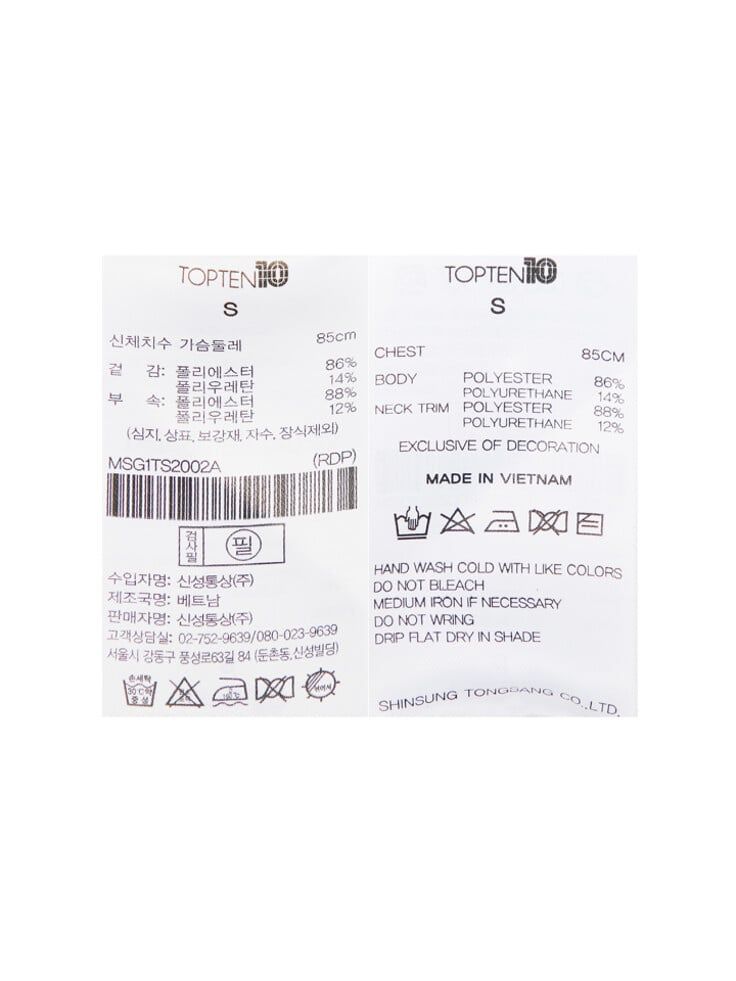 TOPTEN10
S
신체치수 가슴둘레 85cm
겉 감: 폴리에스터 86%
폴리우레탄 14%
부 속: 폴리에스터 88%
폴리우레탄 12%
(심지, 상표, 보강재, 자수, 장식제외)
MSG1TS2002A (RDP)
검사필 필
수입자명: 신성통상(주)
제조국명: 베트남
판매자명: 신성통상(주)
고객상담실: 02-752-9639/080-023-9639
서울시 강동구 풍성로63길 84 (둔촌동, 신성빌딩)
손세탁
30℃약
중성
TOPTEN10
S
CHEST 85CM
BODY POLYESTER 86%
POLYURETHANE 14%
NECK TRIM POLYESTER 88%
POLYURETHANE 12%
EXCLUSIVE OF DECORATION
MADE IN VIETNAM
HAND WASH COLD WITH LIKE COLORS
DO NOT BLEACH
MEDIUM IRON IF NECESSARY
DO NOT WRING
DRIP FLAT DRY IN SHADE
SHINSUNG TONGSANG CO.,LTD.